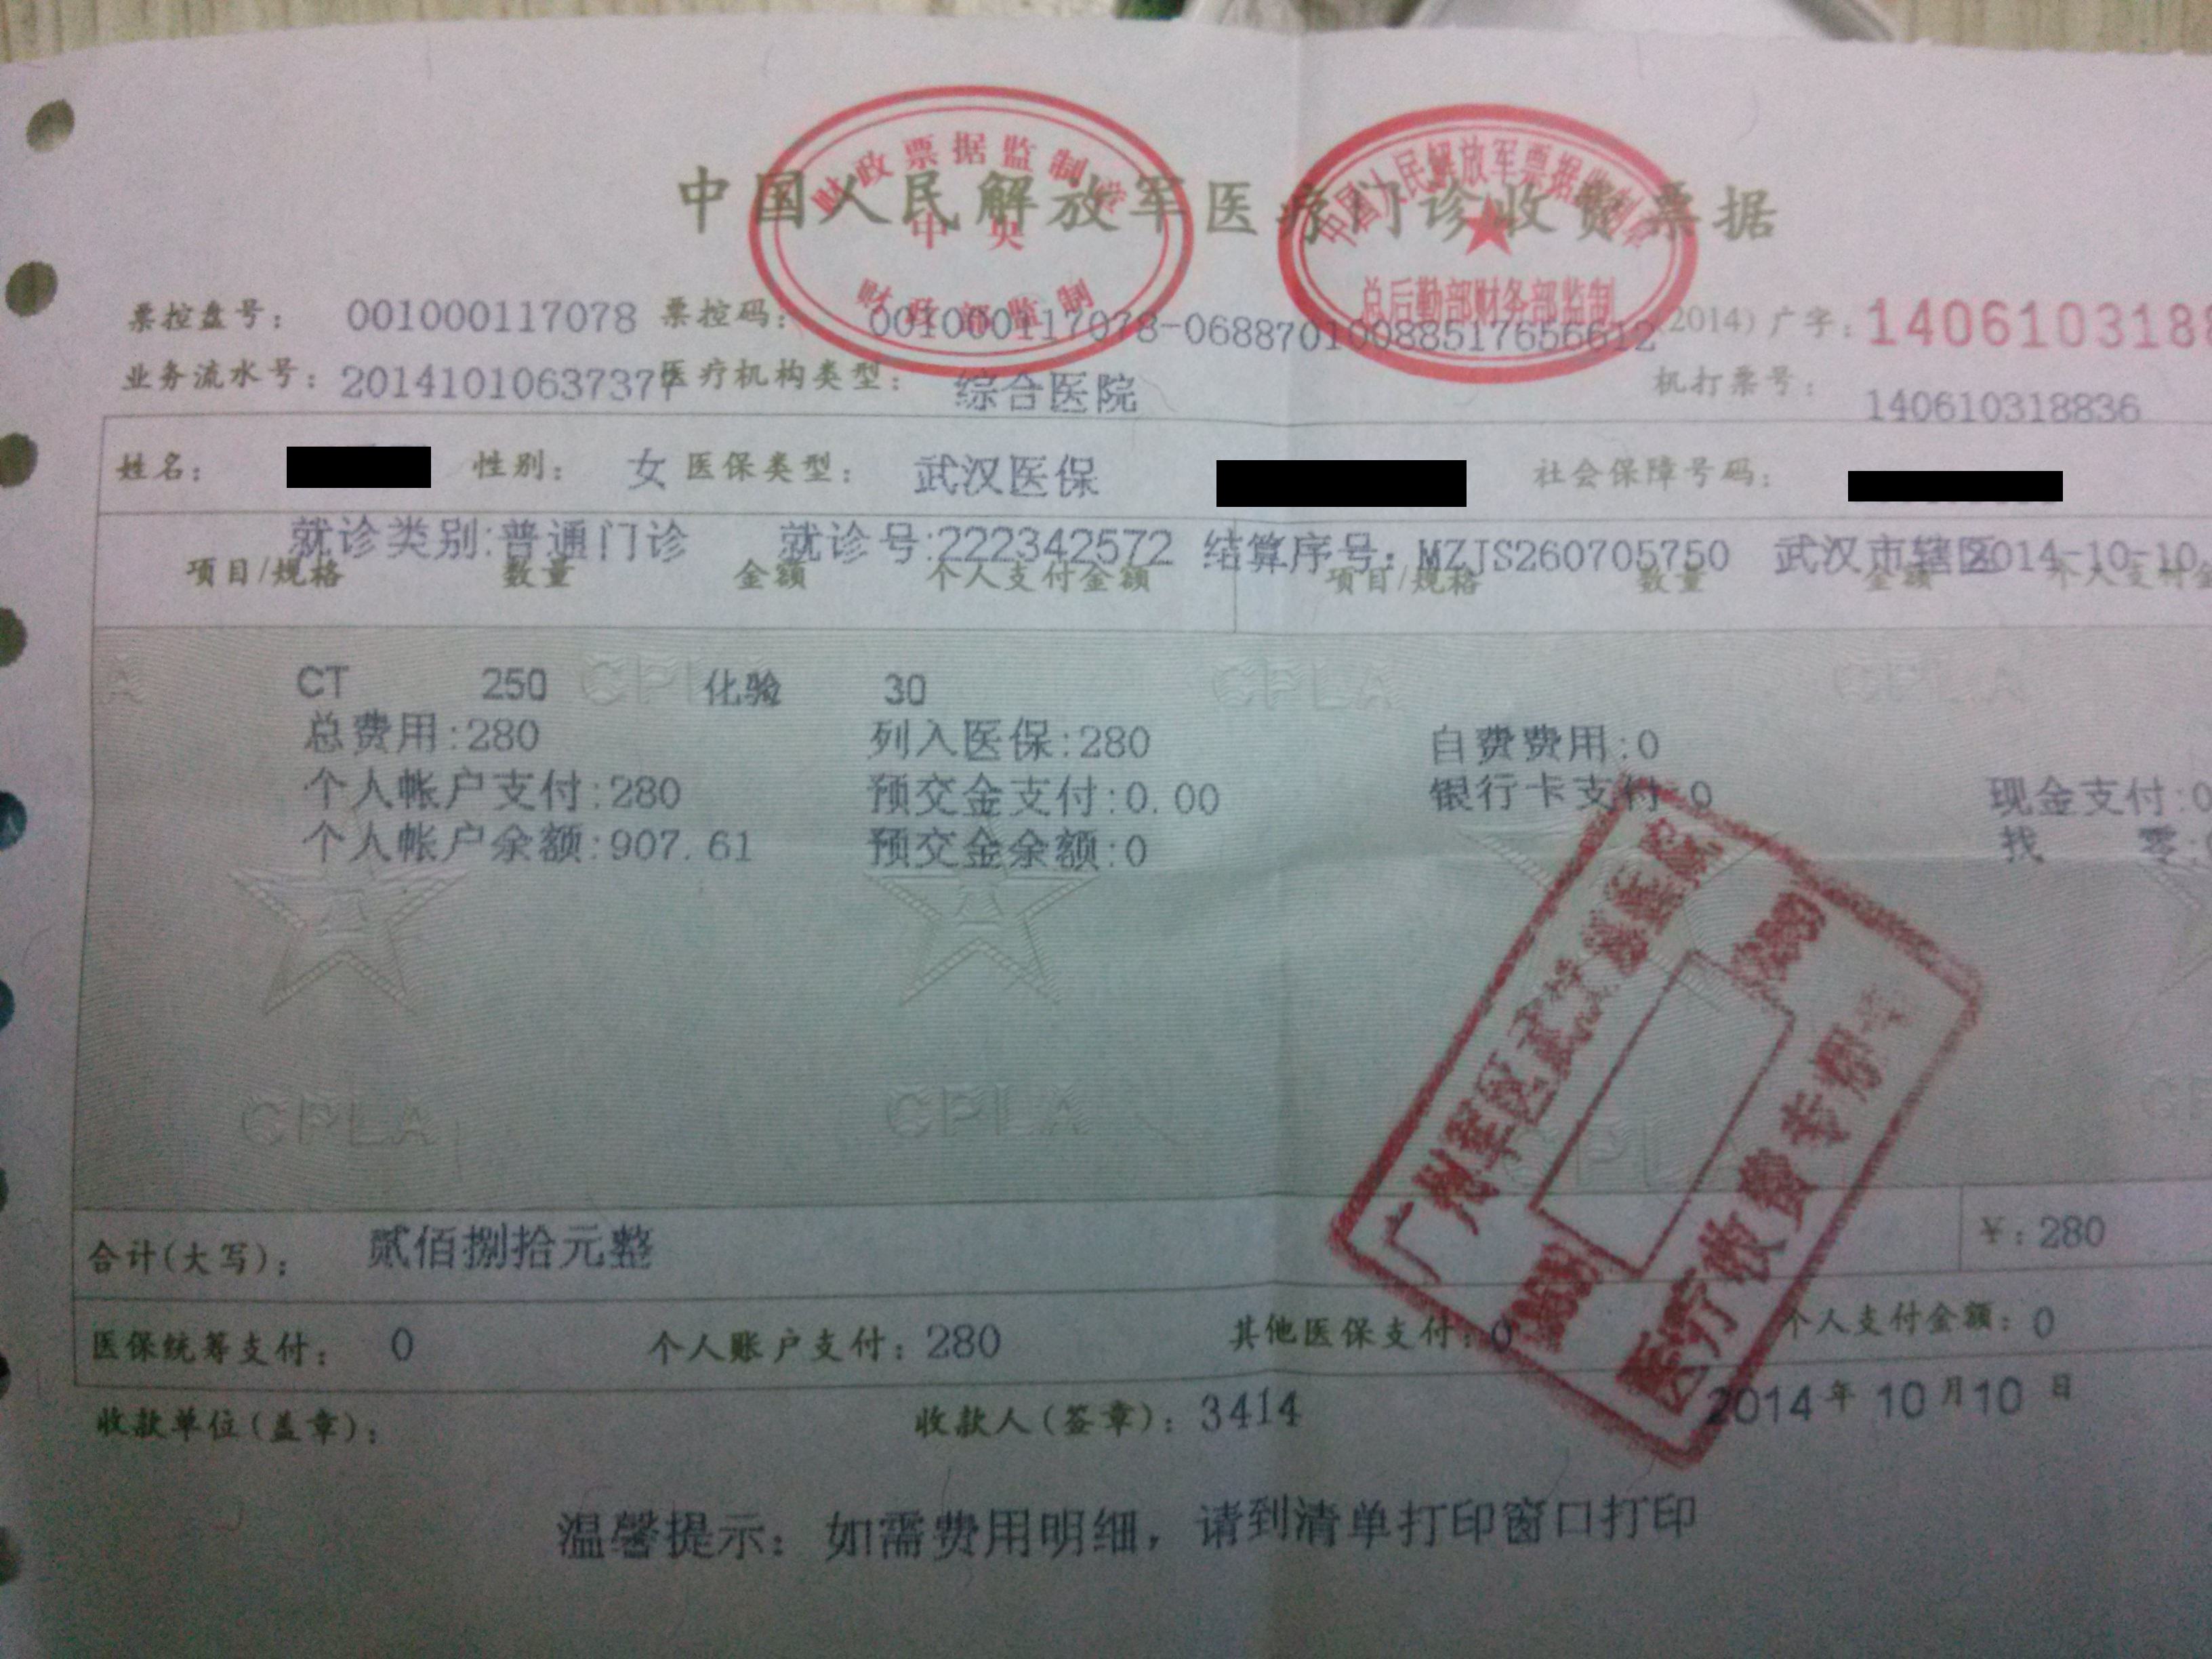 中国人民解放军医疗门诊收费票据
财政票据监制章
中央
财政部监制
中国人民解放军票据监制章
总后勤部财务部监制
票控盘号： 001000117078 票控码： 001000117078-06887010088517656612 (2014) 广字：140610318
业务流水号：20141010637377 医疗机构类型： 综合医院 机打票号： 140610318836
姓名： 性别： 女 医保类型： 武汉医保 社会保障号码：
就诊类别:普通门诊 就诊号:222342572 结算序号：MZJS260705750 武汉市辖区2014-10-10
项目/规格 数量 金额 个人支付金额 项目/规格 数量 金额 个人支付金
CT 250 化验 30
总费用:280 列入医保:280 自费费用:0
个人帐户支付:280 预交金支付:0.00 银行卡支付:0 现金支付:0
个人帐户余额:907.61 预交金余额:0 找 零:
CPLA CPLA CPLA
CPLA CPLA CPLA
广州军区武汉总医院
医疗收费专用章
合计(大写)： 贰佰捌拾元整 ￥：280
医保统筹支付： 0 个人账户支付：280 其他医保支付：0 个人支付金额：0
收款单位(盖章)： 收款人(签章)：3414 2014年10月10日
温馨提示：如需费用明细，请到清单打印窗口打印